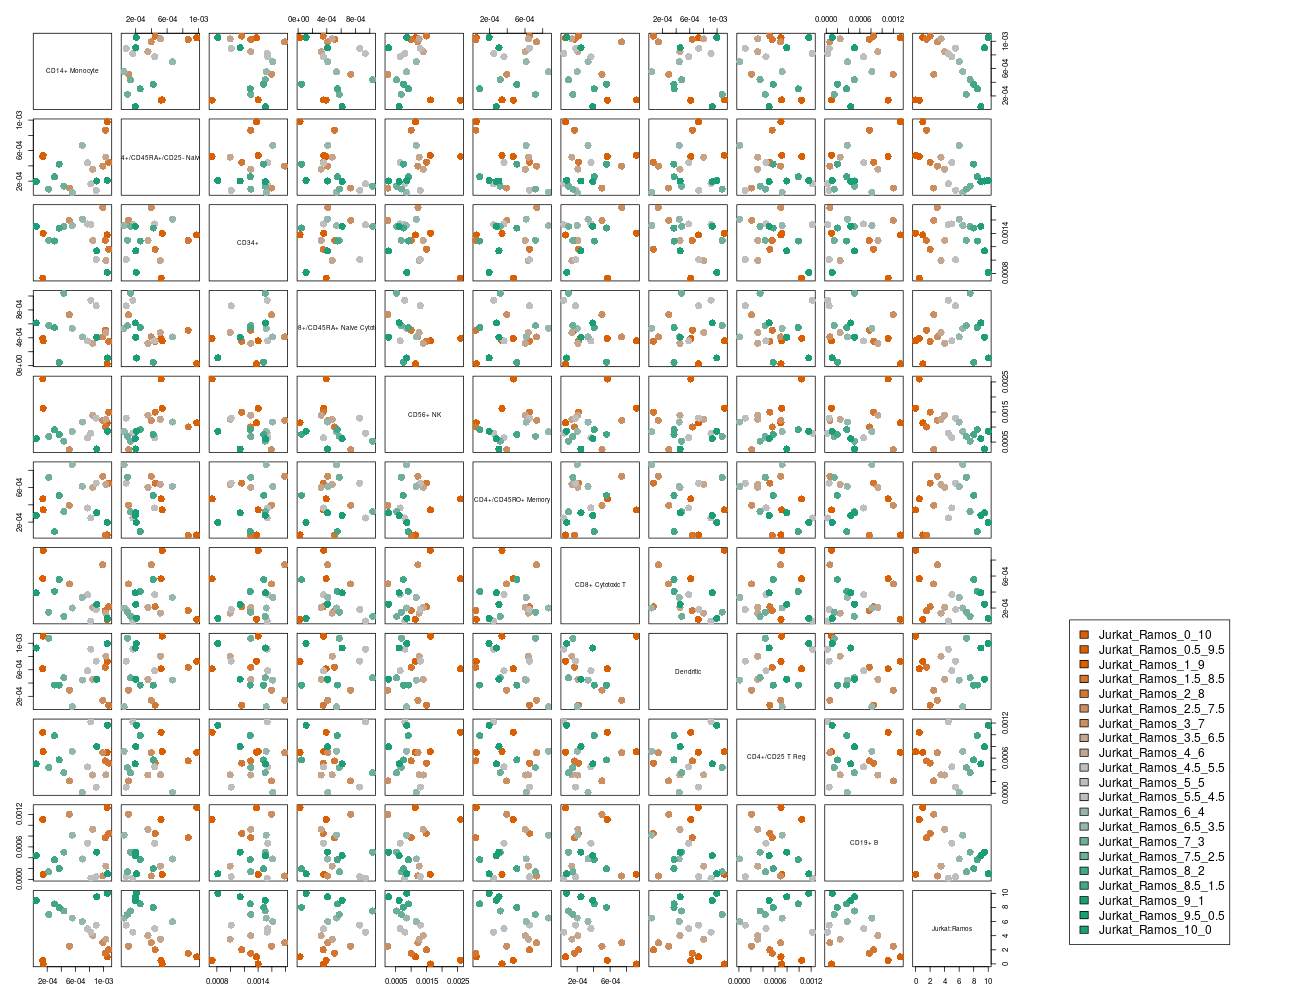 2e-04 6e-04 1e-03 0e+00 4e-04 8e-04 2e-04 6e-04 2e-04 6e-04 1e-03 0.0000 0.0006 0.0012
CD14+ Monocyte
2e-04 6e-04 1e-03
4+/CD45RA+/CD25- Naiv
2e-04 6e-04 1e-03
CD34+
0.0008 0.0014
8+/CD45RA+ Naive Cytot
0e+00 4e-04 8e-04
CD56+ NK
0.0005 0.0015 0.0025
CD4+/CD45RO+ Memory
2e-04 6e-04
CD8+ Cytotoxic T
2e-04 6e-04
Dendritic
2e-04 6e-04 1e-03
CD4+/CD25 T Reg
0.0000 0.0006 0.0012
CD19+ B
0.0000 0.0006 0.0012
Jurkat:Ramos
0 2 4 6 8 10
2e-04 6e-04 1e-03 0.0008 0.0014 0.0005 0.0015 0.0025 2e-04 6e-04 0.0000 0.0006 0.0012 0 2 4 6 8 10
Jurkat_Ramos_0_10
Jurkat_Ramos_0.5_9.5
Jurkat_Ramos_1_9
Jurkat_Ramos_1.5_8.5
Jurkat_Ramos_2_8
Jurkat_Ramos_2.5_7.5
Jurkat_Ramos_3_7
Jurkat_Ramos_3.5_6.5
Jurkat_Ramos_4_6
Jurkat_Ramos_4.5_5.5
Jurkat_Ramos_5_5
Jurkat_Ramos_5.5_4.5
Jurkat_Ramos_6_4
Jurkat_Ramos_6.5_3.5
Jurkat_Ramos_7_3
Jurkat_Ramos_7.5_2.5
Jurkat_Ramos_8_2
Jurkat_Ramos_8.5_1.5
Jurkat_Ramos_9_1
Jurkat_Ramos_9.5_0.5
Jurkat_Ramos_10_0